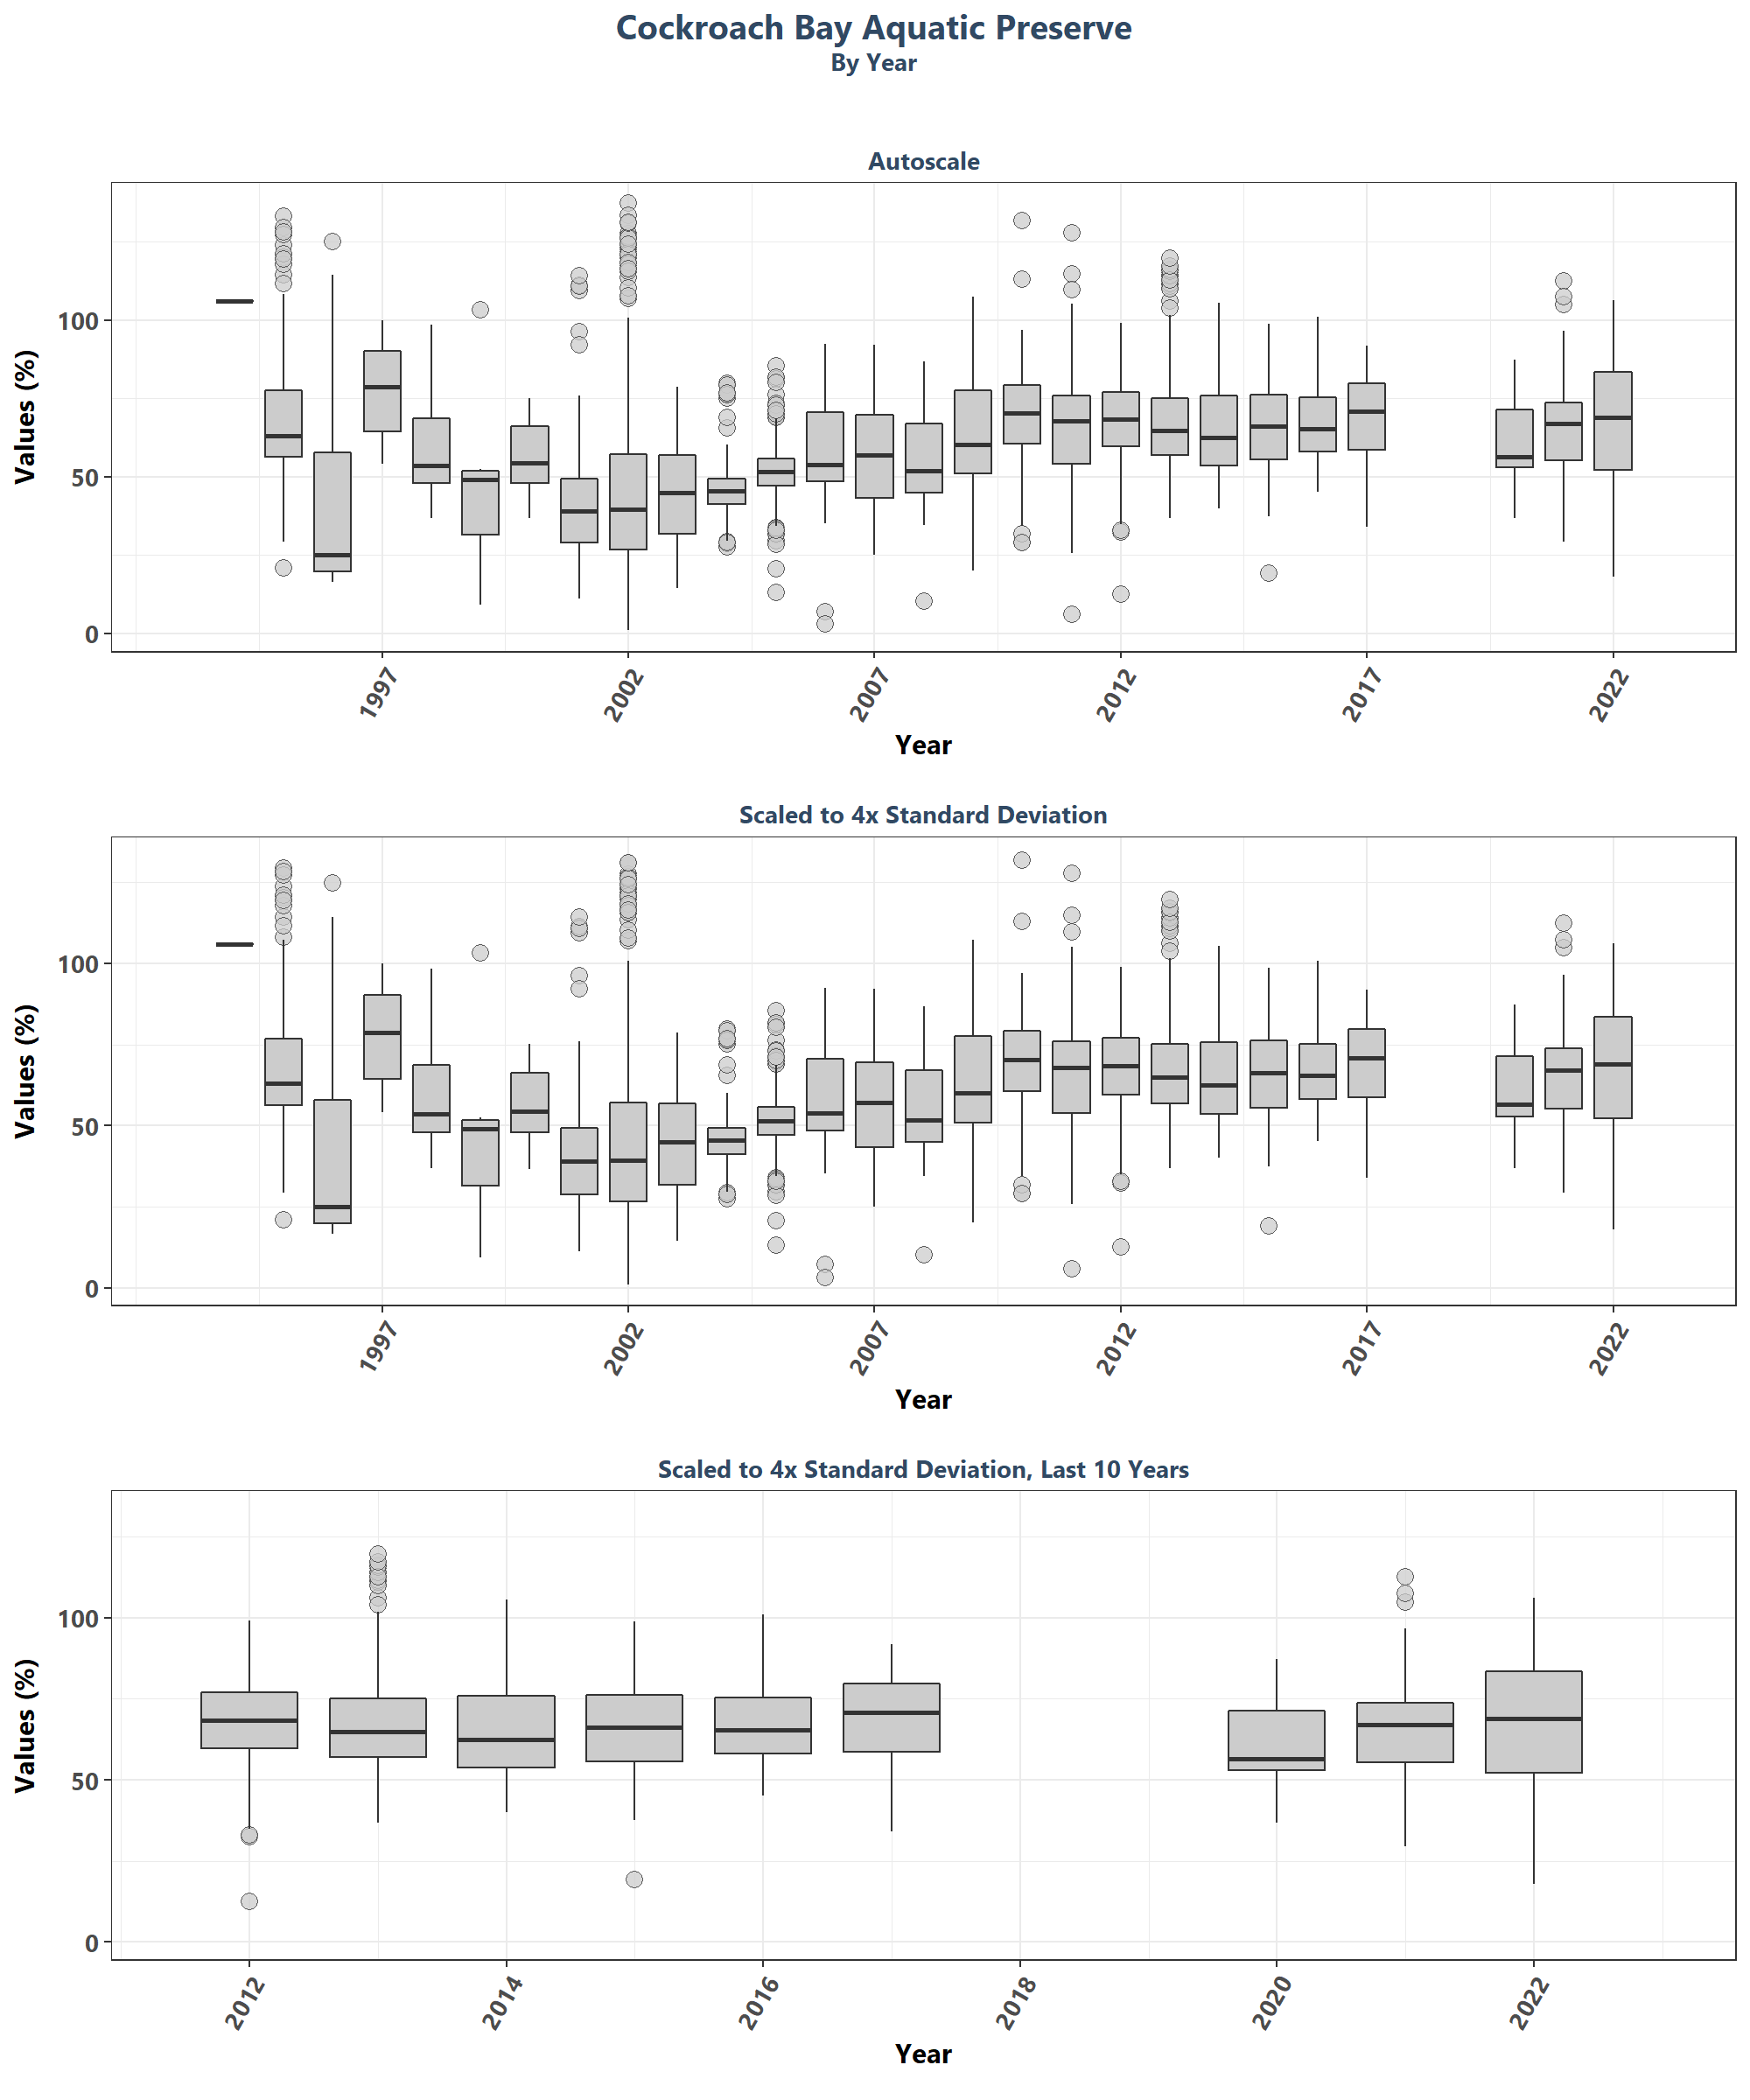 Cockroach Bay Aquatic Preserve
By Year
Autoscale
Values (%)
100
50
0
1997
2002
2007
2012
2017
2022
Year
Scaled to 4x Standard Deviation
Values (%)
100
50
0
1997
2002
2007
2012
2017
2022
Year
Scaled to 4x Standard Deviation, Last 10 Years
Values (%)
100
50
0
2012
2014
2016
2018
2020
2022
Year